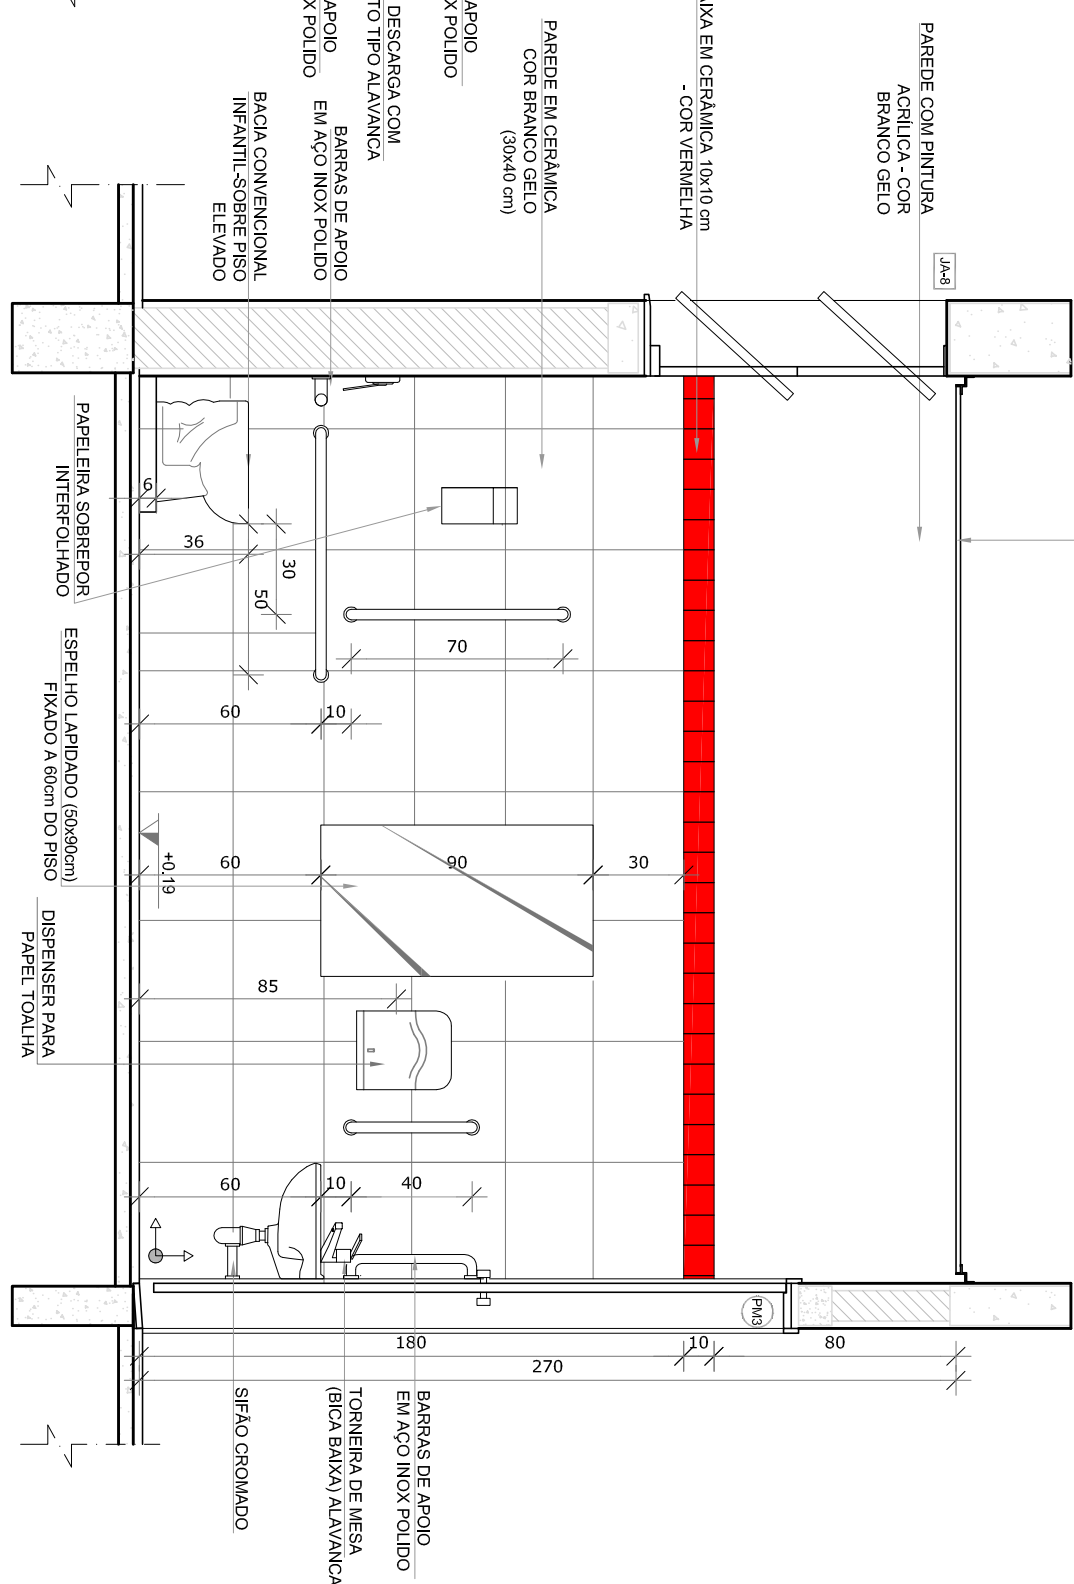 APOIO
X POLIDO
DESCARGA COM
TO TIPO ALAVANCA
APOIO
X POLIDO
PAREDE EM CERÂMICA
COR BRANCO GELO
(30x40 cm)
AIXA EM CERÂMICA 10x10 cm
- COR VERMELHA
PAREDE COM PINTURA
ACRÍLICA - COR
BRANCO GELO
BARRAS DE APOIO
EM AÇO INOX POLIDO
BACIA CONVENCIONAL
INFANTIL-SOBRE PISO
ELEVADO
JA-8
PAPELEIRA SOBREPOR
INTERFOLHADO
ESPELHO LAPIDADO (50x90cm)
FIXADO A 60cm DO PISO
DISPENSER PARA
PAPEL TOALHA
6
36
30
50
70
60
10
+0.19
60
90
30
85
60
10
40
PM3
180
10
80
270
BARRAS DE APOIO
EM AÇO INOX POLIDO
TORNEIRA DE MESA
(BICA BAIXA) ALAVANCA
SIFÃO CROMADO